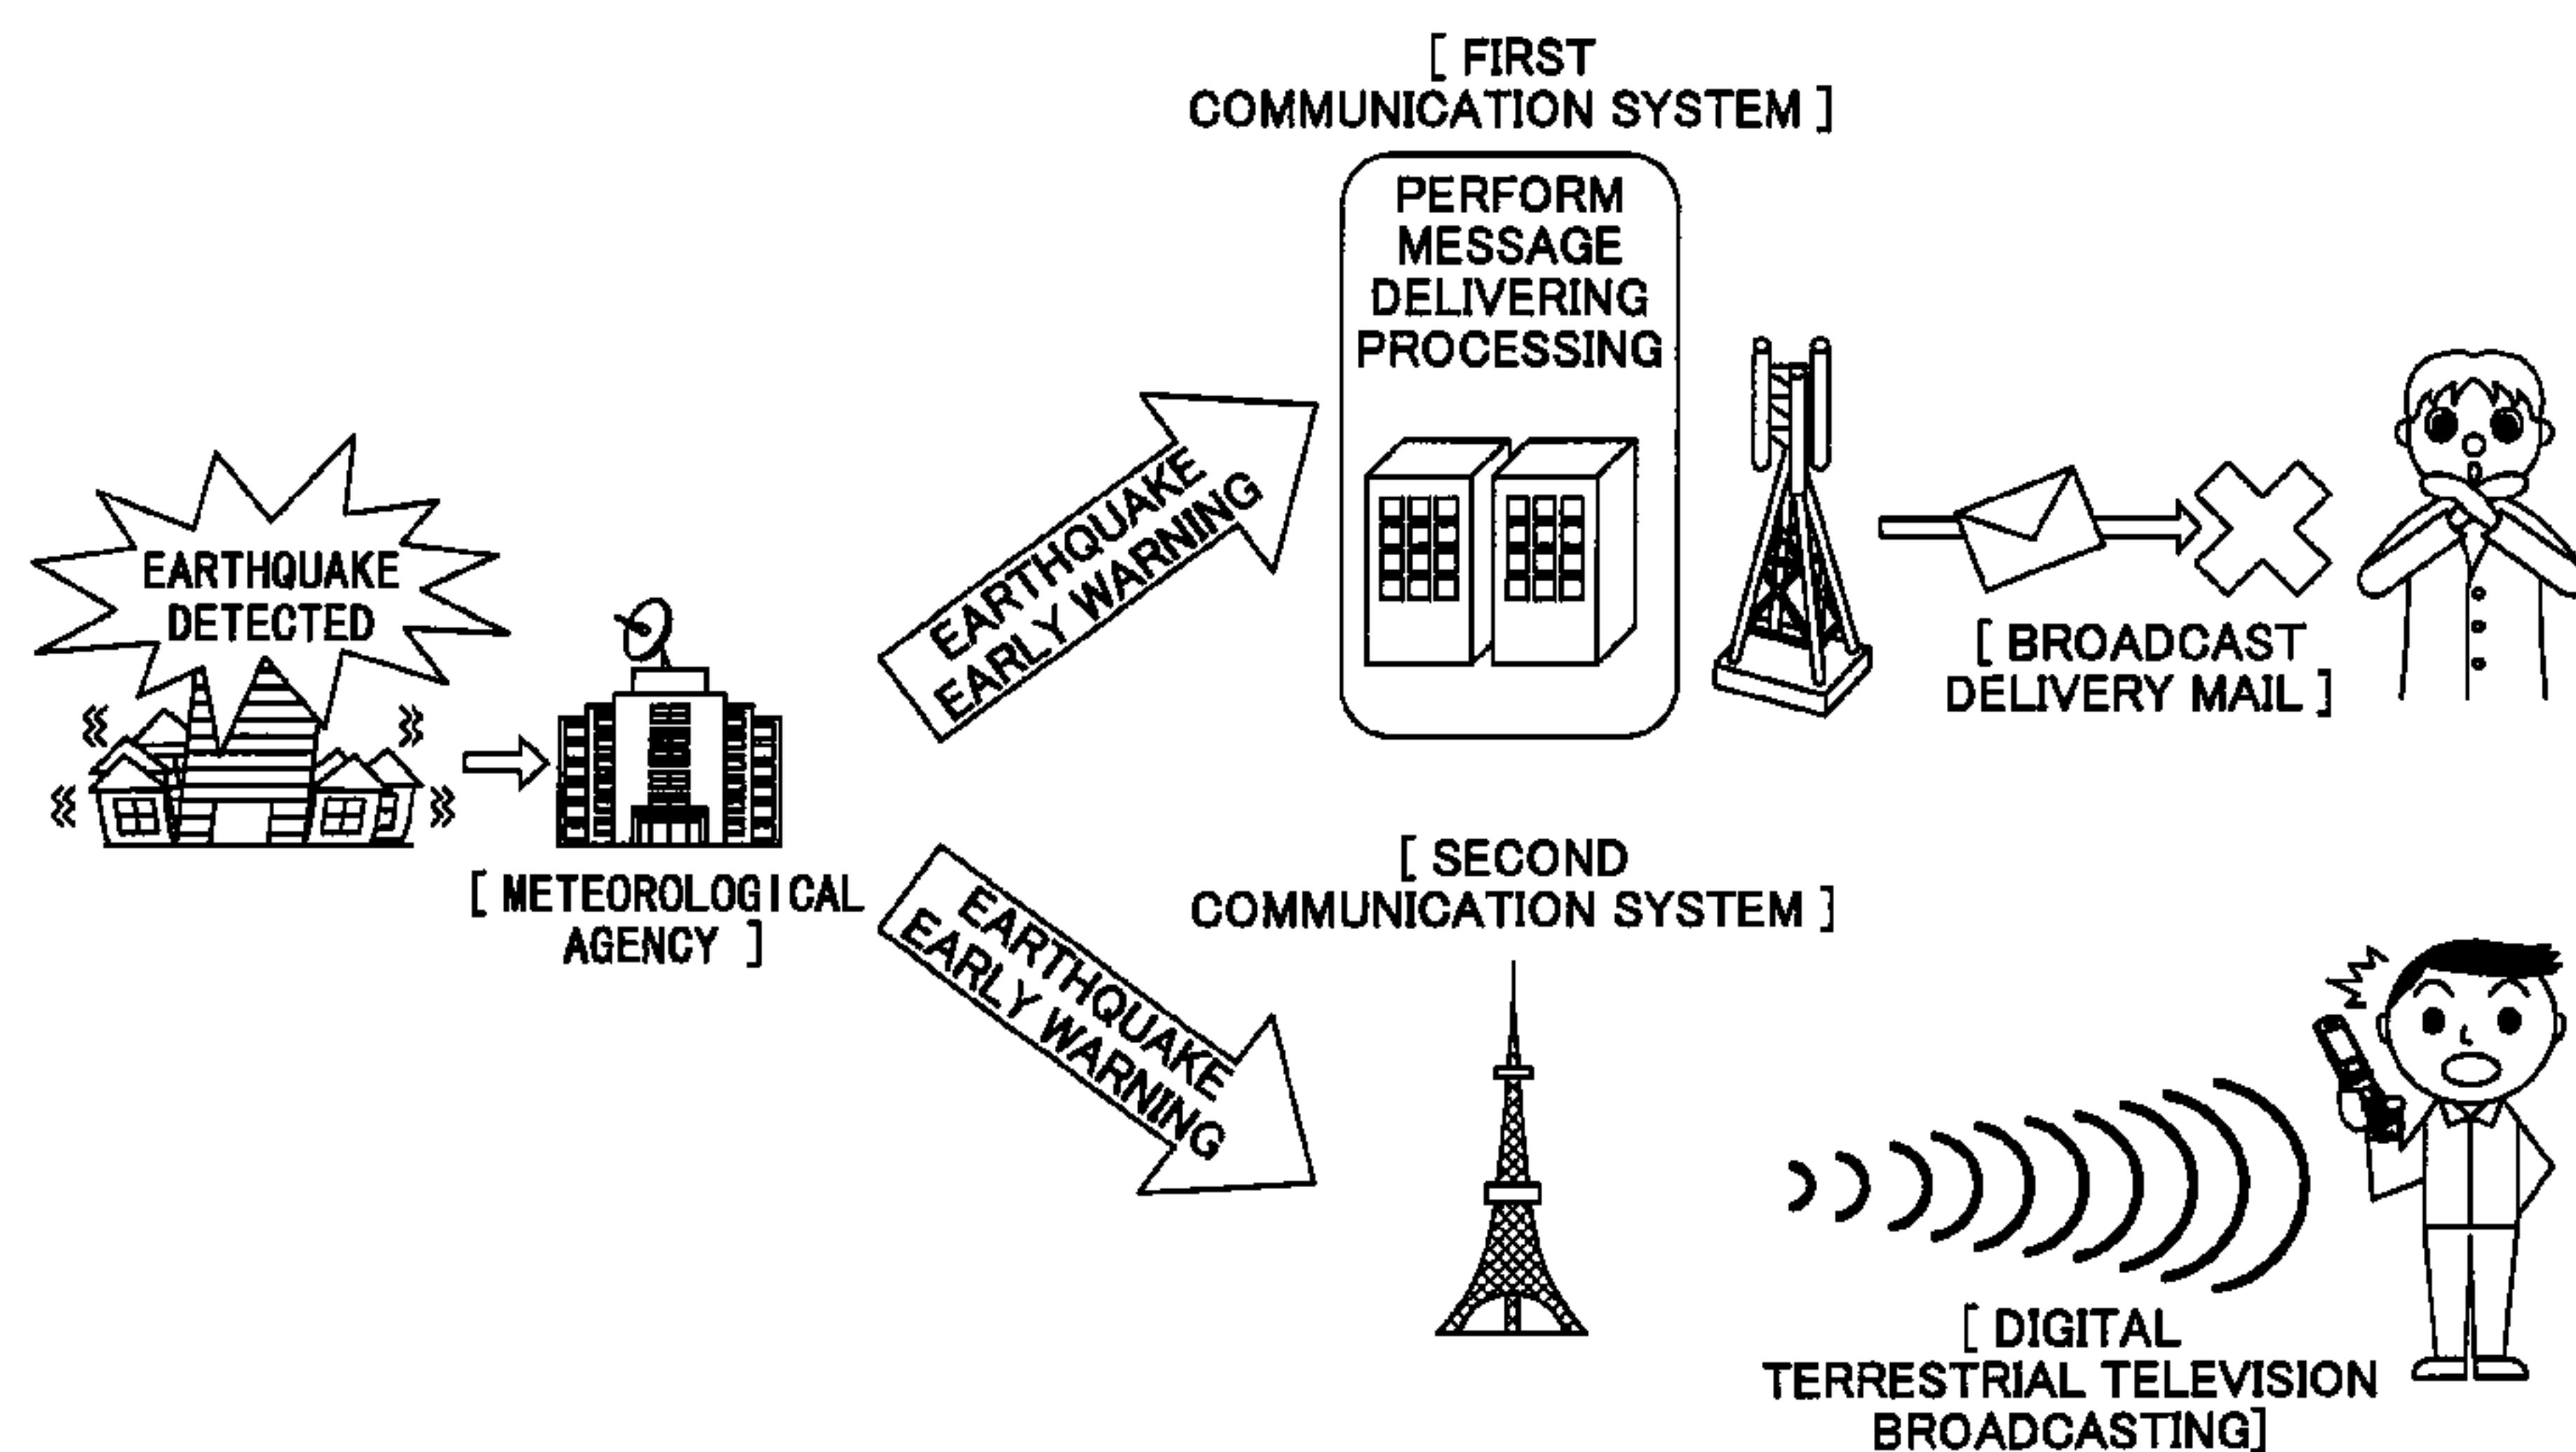 [ FIRST
COMMUNICATION SYSTEM ]
PERFORM
MESSAGE
DELIVERING
PROCESSING
EARTHQUAKE
DETECTED
EARTHQUAKE
EARLY WARNING
[ BROADCAST
DELIVERY MAIL ]
[ METEOROLOGICAL
AGENCY ]
[ SECOND
COMMUNICATION SYSTEM ]
EARTHQUAKE
EARLY WARNING
[ DIGITAL
TERRESTRIAL TELEVISION
BROADCASTING]